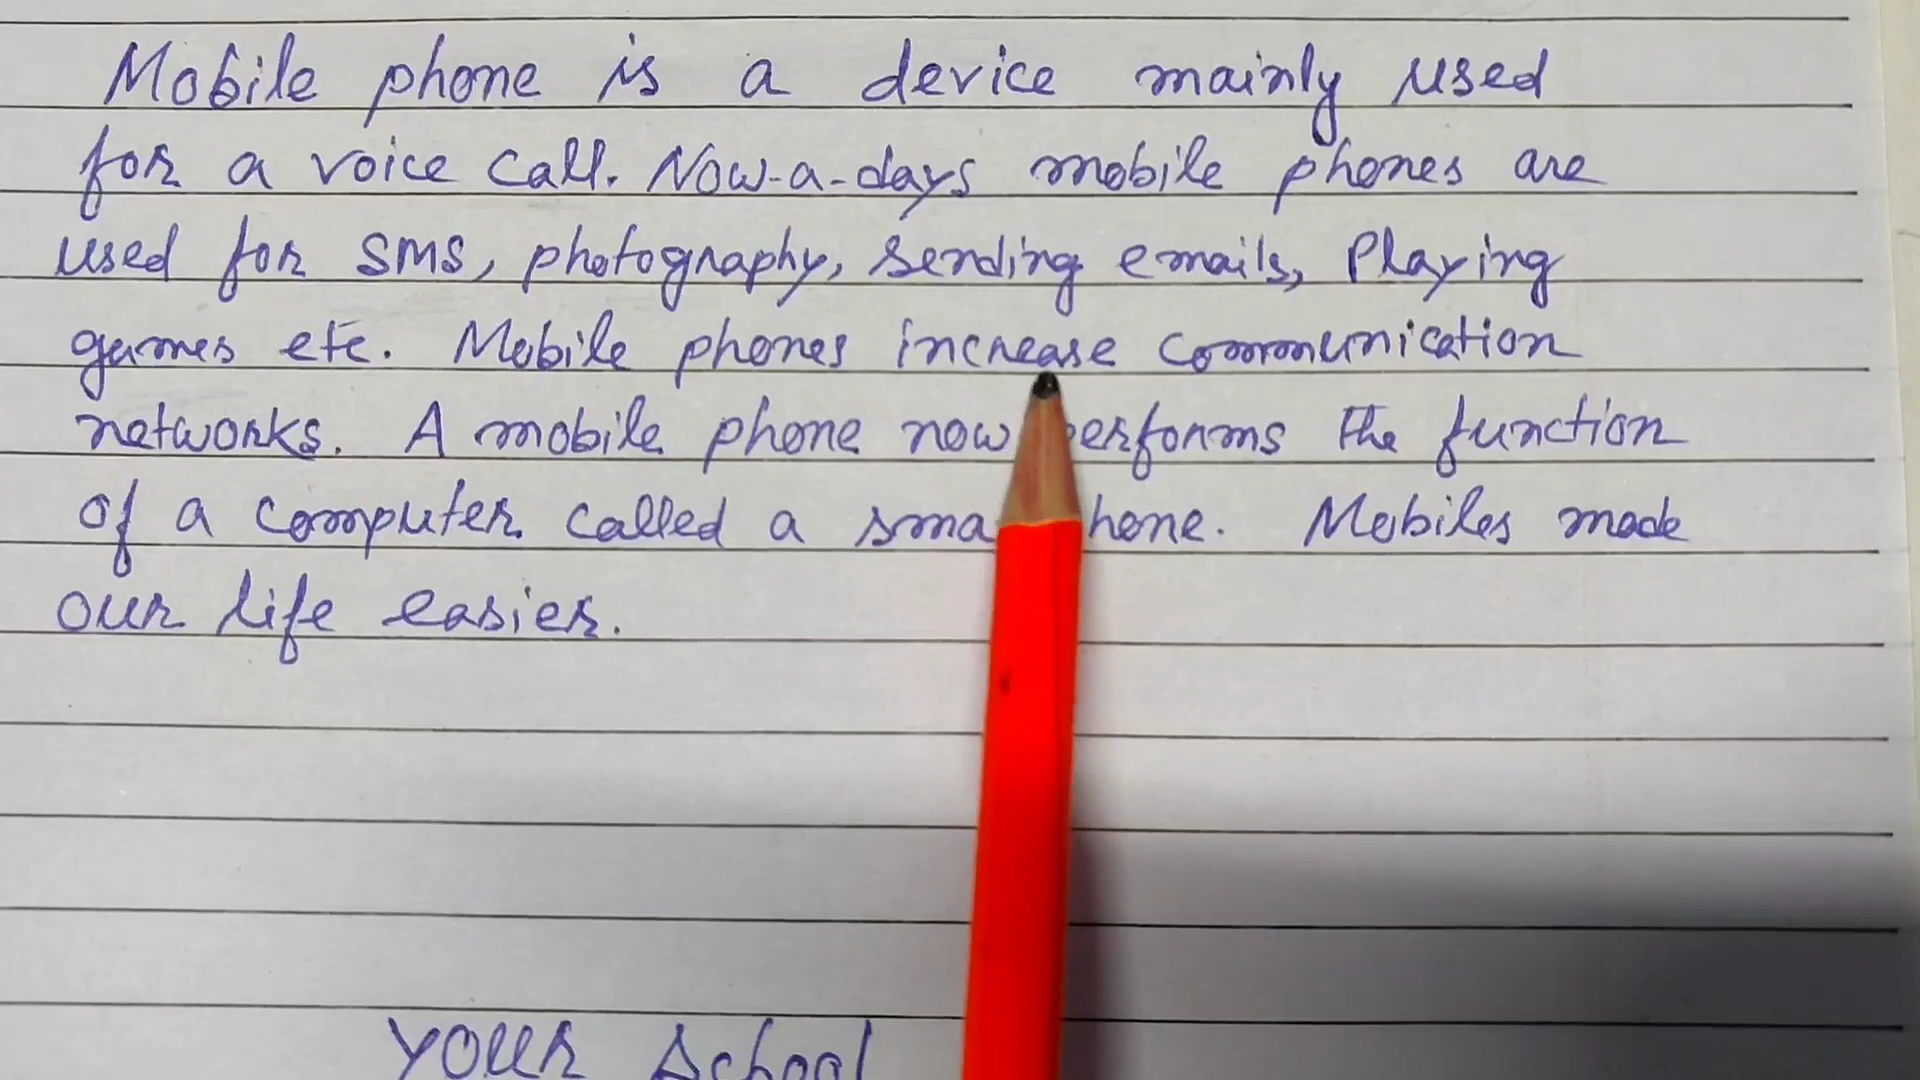 Mobile phone is a device mainly used
for a voice call. Now-a-days mobile phones are
used for SMS, photography, sending emails, Playing
games etc. Mobile phones increase communication
networks. A mobile phone now performs the function
of a computer called a hone. Mobiles made
our life easier.
Your School